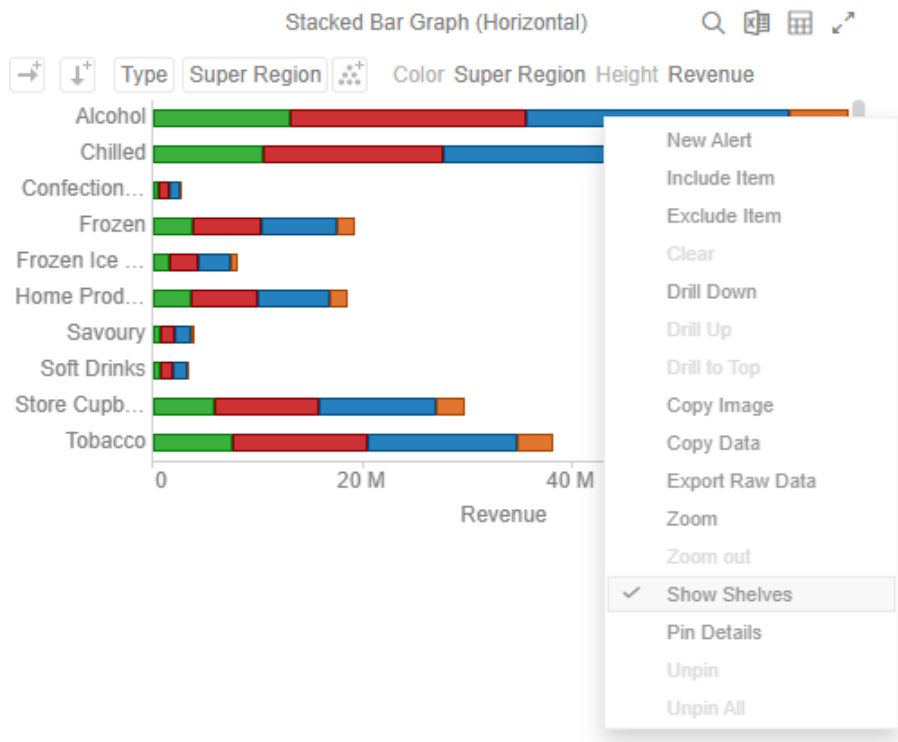 Stacked Bar Graph (Horizontal)
Type Super Region Color Super Region Height Revenue
Alcohol
Chilled
Confection...
Frozen
Frozen Ice ...
Home Prod...
Savoury
Soft Drinks
Store Cupb...
Tobacco
0 20 M 40 M
Revenue
New Alert
Include Item
Exclude Item
Clear
Drill Down
Drill Up
Drill to Top
Copy Image
Copy Data
Export Raw Data
Zoom
Zoom out
Show Shelves
Pin Details
Unpin
Unpin All